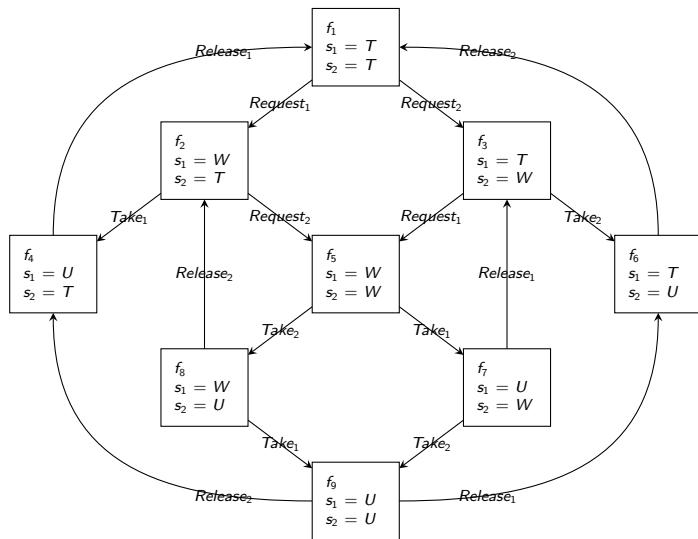 f₁
s₁ = T
s₂ = T
Release₁
Release₂
Request₁
Request₂
f₂
s₁ = W
s₂ = T
f₃
s₁ = T
s₂ = W
Take₁
Request₂
Request₁
Take₂
f₄
s₁ = U
s₂ = T
f₅
s₁ = W
s₂ = W
f₆
s₁ = T
s₂ = U
Release₂
Release₁
Take₂
Take₁
f₈
s₁ = W
s₂ = U
f₇
s₁ = U
s₂ = W
Take₁
Take₂
f₉
s₁ = U
s₂ = U
Release₂
Release₁